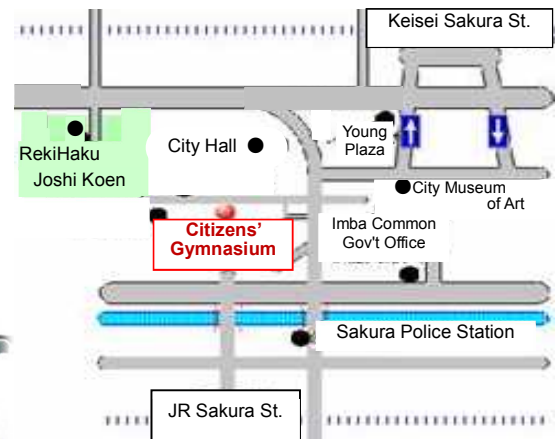 Keisei Sakura St.
RekiHaku
Joshi Koen
City Hall
Young
Plaza
City Museum
of Art
Citizens'
Gymnasium
Imba Common
Gov't Office
Sakura Police Station
JR Sakura St.